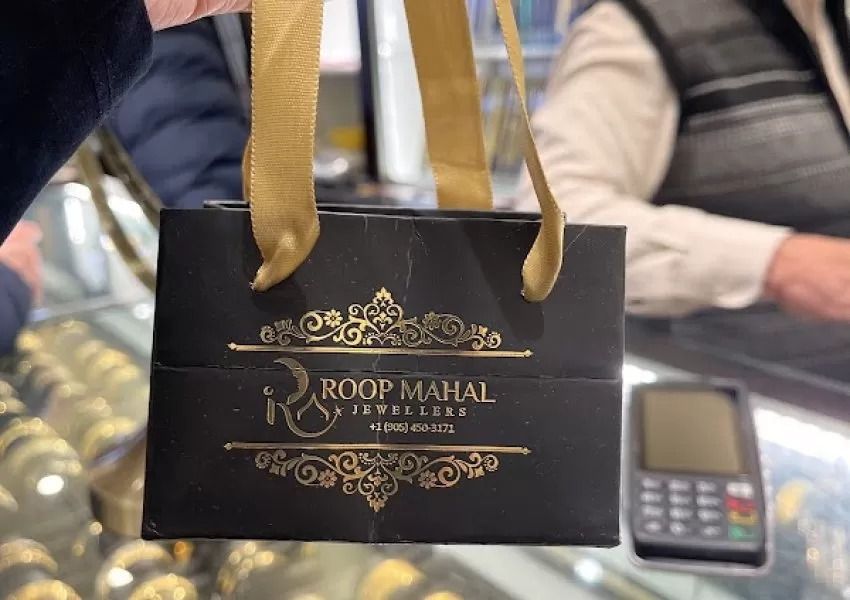 ROOP MAHAL
JEWELLERS
+1 (905) 450-3171